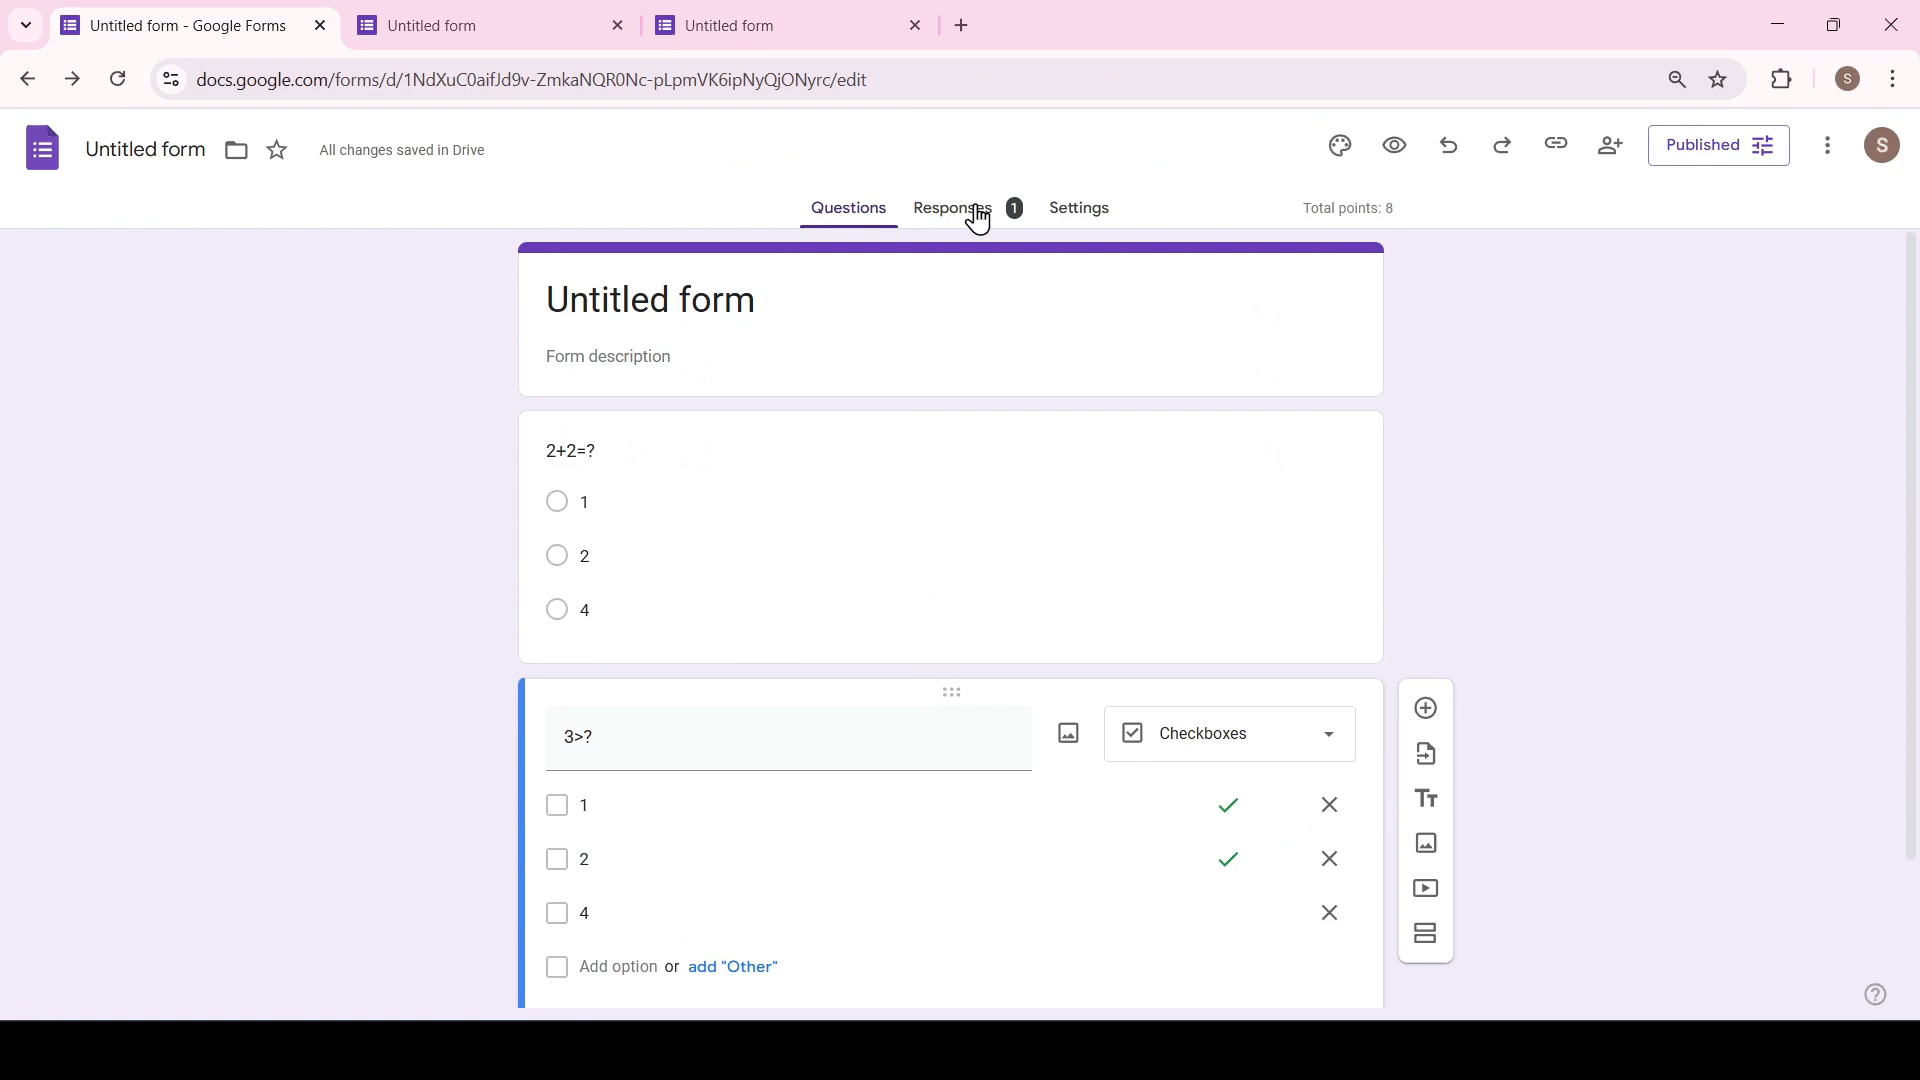 Untitled form - Google Forms
Untitled form
Untitled form
docs.google.com/forms/d/1NdXuC0aifJd9v-ZmkaNQR0Nc-pLpmVK6ipNyQjONyrc/edit
S
Untitled form
All changes saved in Drive
Published
S
Questions
Responses
1
Settings
Total points: 8
Untitled form
Form description
2+2=?
1
2
4
3>?
Checkboxes
1
2
4
Add option or add "Other"